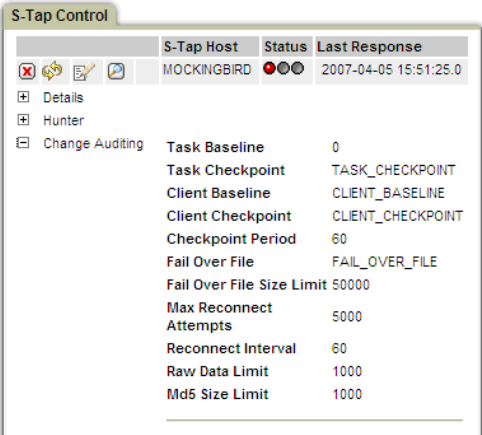 S-Tap Control
S-Tap Host Status Last Response
MOCKINGBIRD 2007-04-05 15:51:25.0
Details
Hunter
Change Auditing
Task Baseline 0
Task Checkpoint TASK_CHECKPOINT
Client Baseline CLIENT_BASELINE
Client Checkpoint CLIENT_CHECKPOINT
Checkpoint Period 60
Fail Over File FAIL_OVER_FILE
Fail Over File Size Limit 50000
Max Reconnect
Attempts 5000
Reconnect Interval 60
Raw Data Limit 1000
Md5 Size Limit 1000